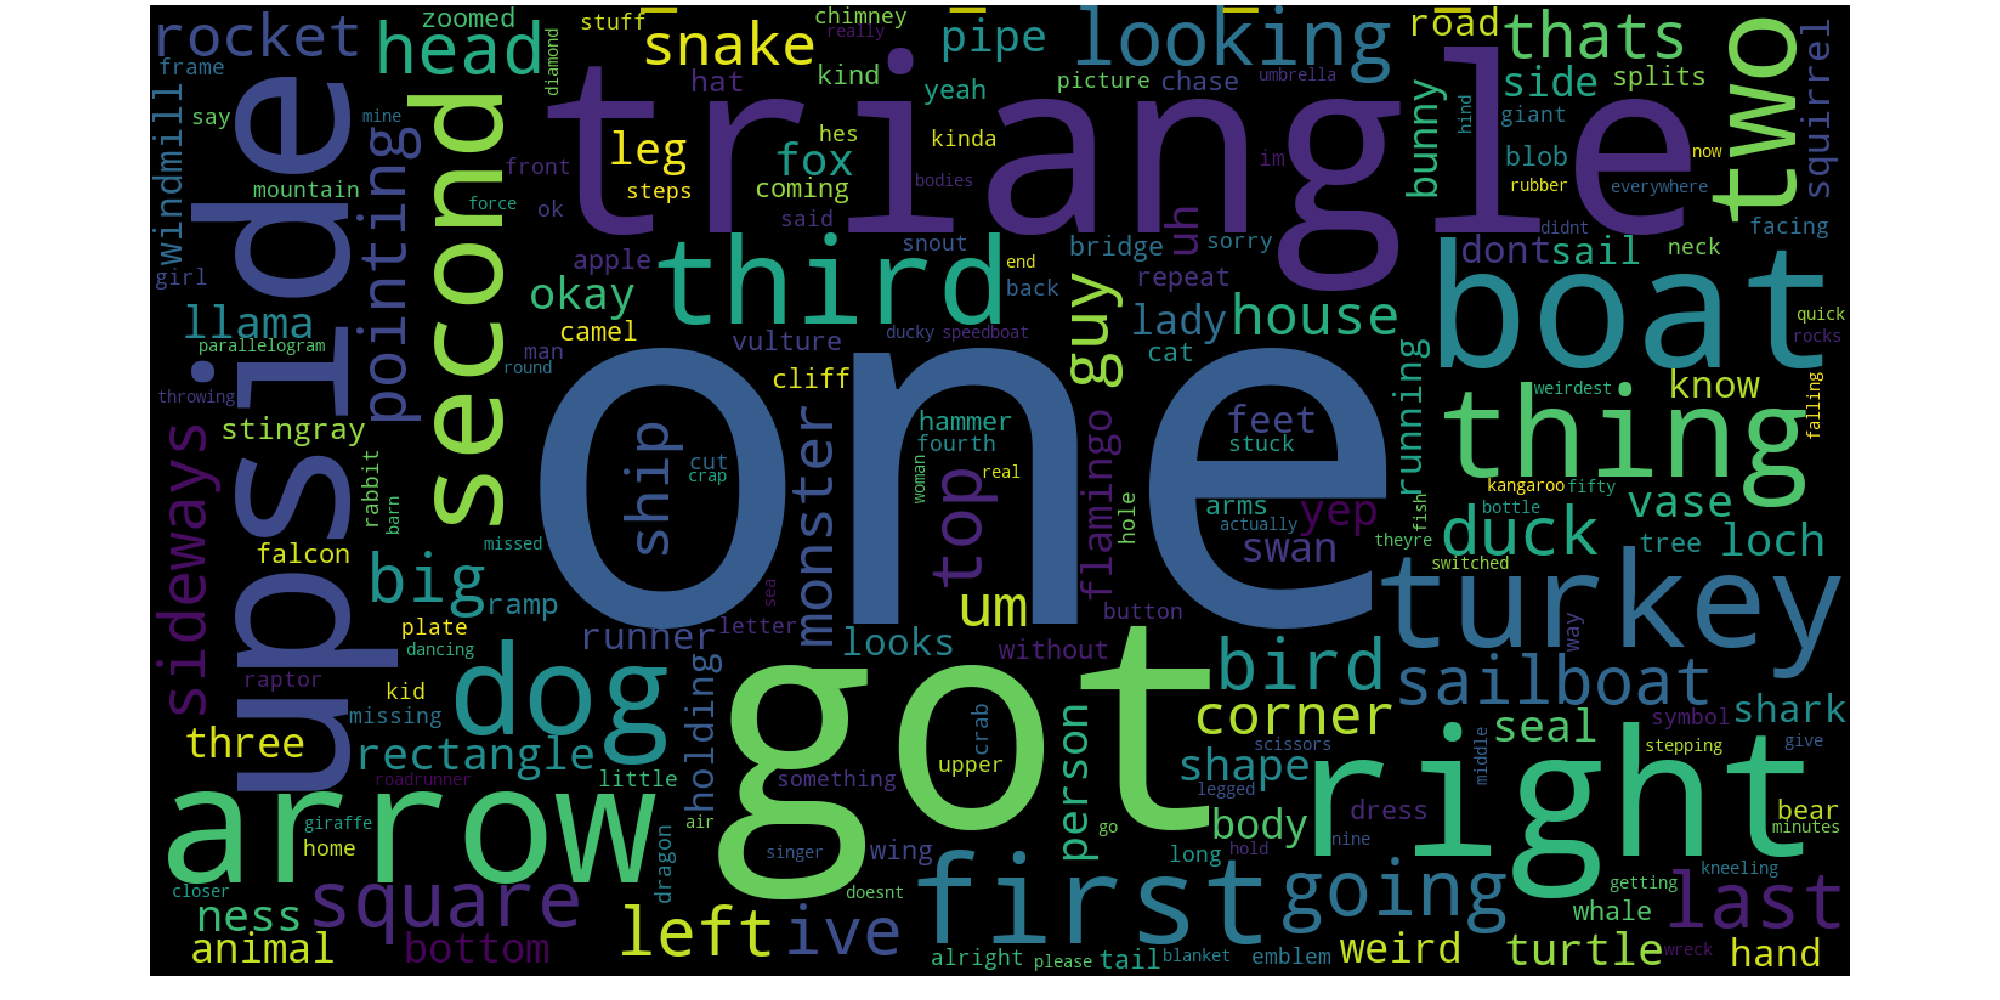 one
triangle
got
upside
right
boat
first
arrow
third
second
turkey
thing
two
dog
looking
head
rocket
snake
pipe
road
thats
side
splits
squirrel
zoomed
stuff
chimney
really
frame
windmill
say
mine
diamond
hat
kind
yeah
picture
chase
umbrella
bunny
hind
giant
blob
now
rubber
everywhere
pointing
mountain
girl
force
front
ok
leg
steps
hes
fox
coming
said
kinda
bodies
im
uh
didnt
facing
llama
parallelogram
throwing
apple
okay
camel
man
round
snout
end
back
vulture
ducky
speedboat
bridge
sorry
repeat
guy
lady
house
cat
dont
sail
neck
quick
rocks
running
weirdest
know
falling
sideways
stingray
rabbit
barn
falcon
missed
cliff
monster
ship
cut
crap
hammer
fourth
woman
real
top
flamingo
hole
feet
stuck
arms
actually
yep
swan
theyre
fish
kangaroo
fifty
bottle
vase
duck
switched
tree
loch
big
ramp
plate
dancing
raptor
kid
missing
runner
letter
sea
um
looks
without
button
bird
way
sailboat
corner
three
rectangle
roadrunner
little
holding
something
crab
upper
person
scissors
shape
legged
middle
seal
symbol
shark
stepping
give
giraffe
home
air
dragon
singer
wing
go
body
long
hold
dress
nine
bear
minutes
closer
ness
square
animal
bottom
left
ive
doesnt
alright
please
tail
blanket
emblem
going
weird
getting
kneeling
whale
last
turtle
wreck
hand